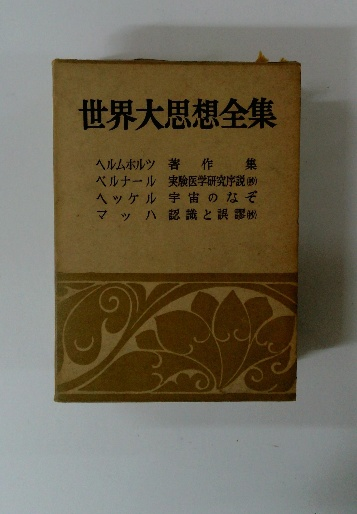 世界大思想全集
ヘルムホルツ 著作集
ベルナール 実験医学研究序説(抄)
ヘッケル 宇宙のなぞ
マッハ 認識と誤謬(抄)